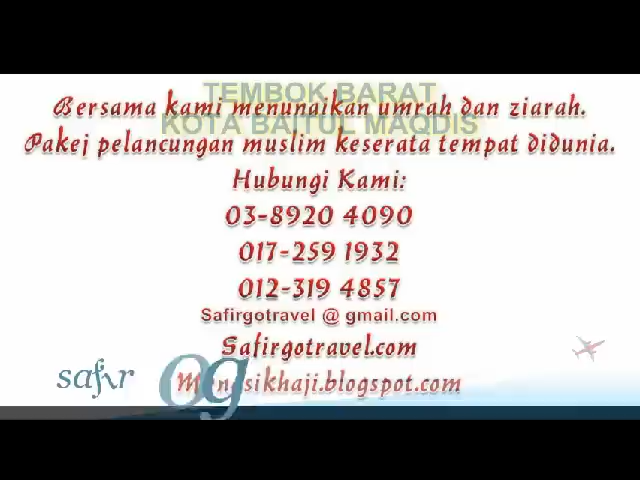 TEMBOK BARAT
Bersama kami menunaikan umrah dan ziarah.
KOTA BAITUL MAQDIS
Pakej pelancungan muslim keserata tempat didunia.
Hubungi Kami:
03-8920 4090
017-259 1932
012-319 4857
Safirgotravel @ gmail.com
Safirgotravel.com
safir
og
Manasikhaji.blogspot.com